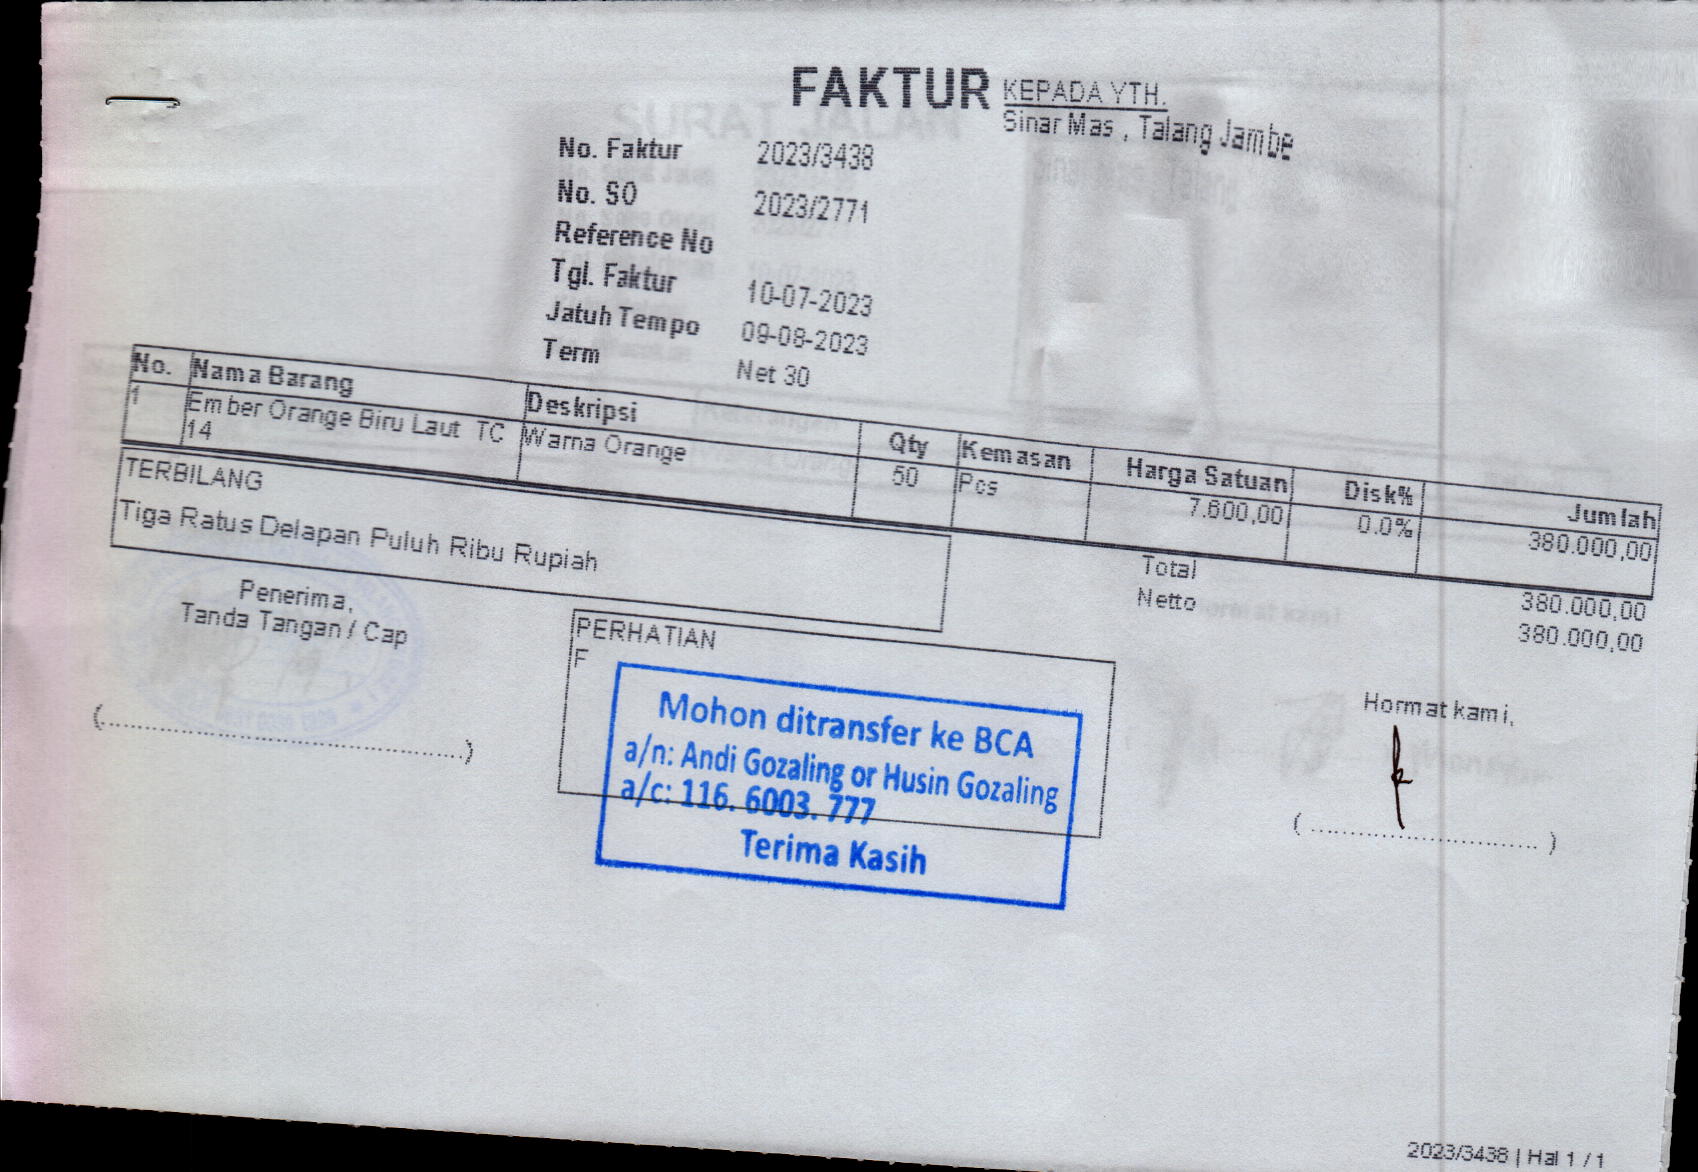 FAKTUR
KEPADA YTH.
Sinar Mas , Talang Jambe
SURAT JALAN
No. Faktur 2023/3438
No. SO 2023/2771
Reference No
Tgl. Faktur 10-07-2023
Jatuh Tempo 09-08-2023
Term Net 30
No. Nama Barang Deskripsi Qty Kemasan Harga Satuan Disk% Jumlah
1 Ember Orange Biru Laut TC Warna Orange 50 Pcs 7.600,00 0.0% 380.000,00
14
TERBILANG
Tiga Ratus Delapan Puluh Ribu Rupiah
Total 380.000,00
Netto 380.000,00
Penerima,
Tanda Tangan / Cap
(....................................................)
PERHATIAN
F
Mohon ditransfer ke BCA
a/n: Andi Gozaling or Husin Gozaling
a/c: 116. 6003. 777
Terima Kasih
Hormat kami,
( .................................... )
2023/3438 | Hal 1 / 1